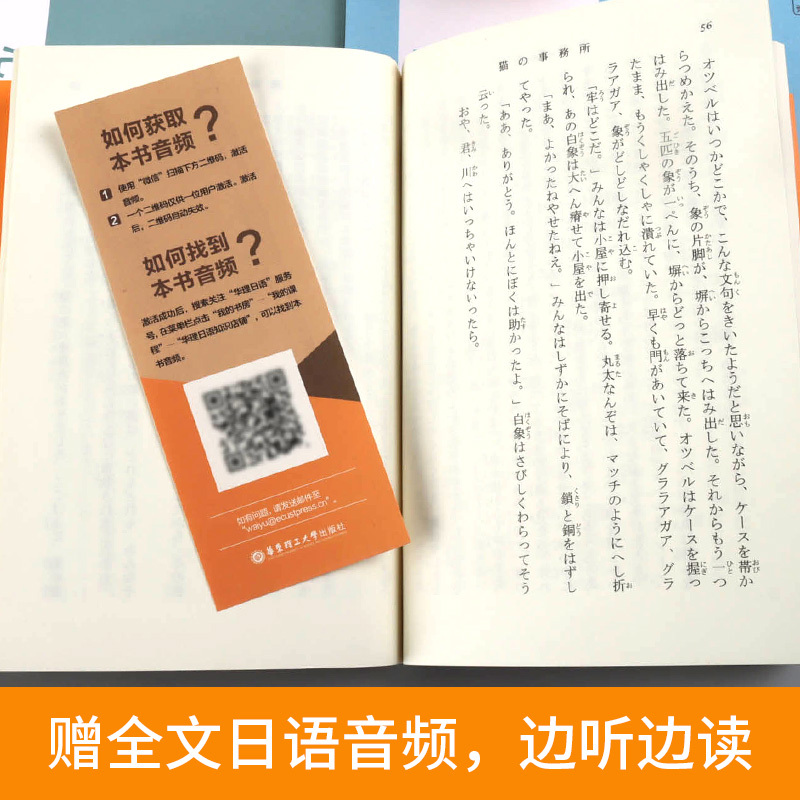 如何获取
本书音频？
1 使用“微信”扫描下方二维码，激活
音频。
2 一个二维码仅供一位用户激活。激活
后，二维码自动失效。
如何找到
本书音频？
激活成功后，搜索关注“华理日语”服务
号，在菜单栏点击“我的书房”—“我的课
程”—“华理日语知识店铺”，可以找到本
书音频。
如有问题，请发送邮件至
“waiyu@ecustpress.cn”。
華東理工大學出版社
56
猫の事務所
オツベルはいつかどこかで、こんな文句をきいたようだと思いながら、ケースを帯か
らつめかえた。そのうち、象の片脚が、塀からこっちへはみ出した。それからもう一つ
はみ出した。五匹の象が一ぺんに、塀からどっと落ちて来た。オツベルはケースを握っ
たまま、もうくしゃくしゃに潰れていた。早くも門があいていて、グララアガア、グラ
ラアガア、象がどしどしなだれ込む。
「牢はどこだ。」みんなは小屋に押し寄せる。丸太なんぞは、マッチのようにへし折
られ、あの白象は大へん瘠せて小屋を出た。
「まあ、よかったねやせたねえ。」みんなはしずかにそばにより、鎖と銅をはずし
てやった。
「ああ、ありがとう。ほんとにぼくは助かったよ。」白象はさびしくわらってそう
云った。
おや、君、川へはいっちゃいけないったら。
赠全文日语音频，边听边读